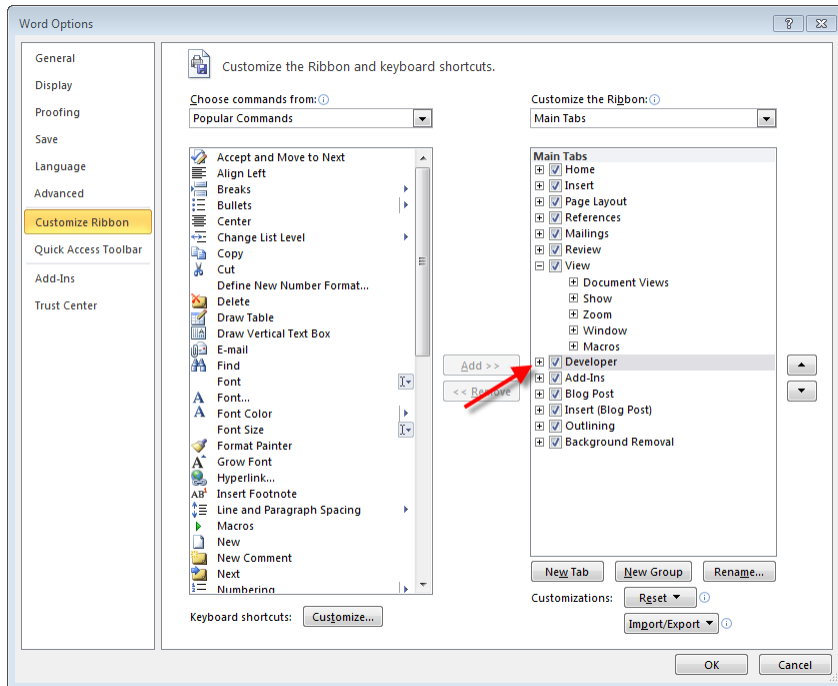 Word Options
General
Display
Proofing
Save
Language
Advanced
Customize Ribbon
Quick Access Toolbar
Add-Ins
Trust Center
Customize the Ribbon and keyboard shortcuts.
Choose commands from:
Popular Commands
Accept and Move to Next
Align Left
Breaks
Bullets
Center
Change List Level
Copy
Cut
Define New Number Format...
Delete
Draw Table
Draw Vertical Text Box
E-mail
Find
Font
Font...
Font Color
Font Size
Format Painter
Grow Font
Hyperlink...
Insert Footnote
Line and Paragraph Spacing
Macros
New
New Comment
Next
Numbering
Keyboard shortcuts: Customize...
Add >>
<< Remove
Customize the Ribbon:
Main Tabs
Main Tabs
Home
Insert
Page Layout
References
Mailings
Review
View
Document Views
Show
Zoom
Window
Macros
Developer
Add-Ins
Blog Post
Insert (Blog Post)
Outlining
Background Removal
New Tab New Group Rename...
Customizations: Reset
Import/Export
OK Cancel